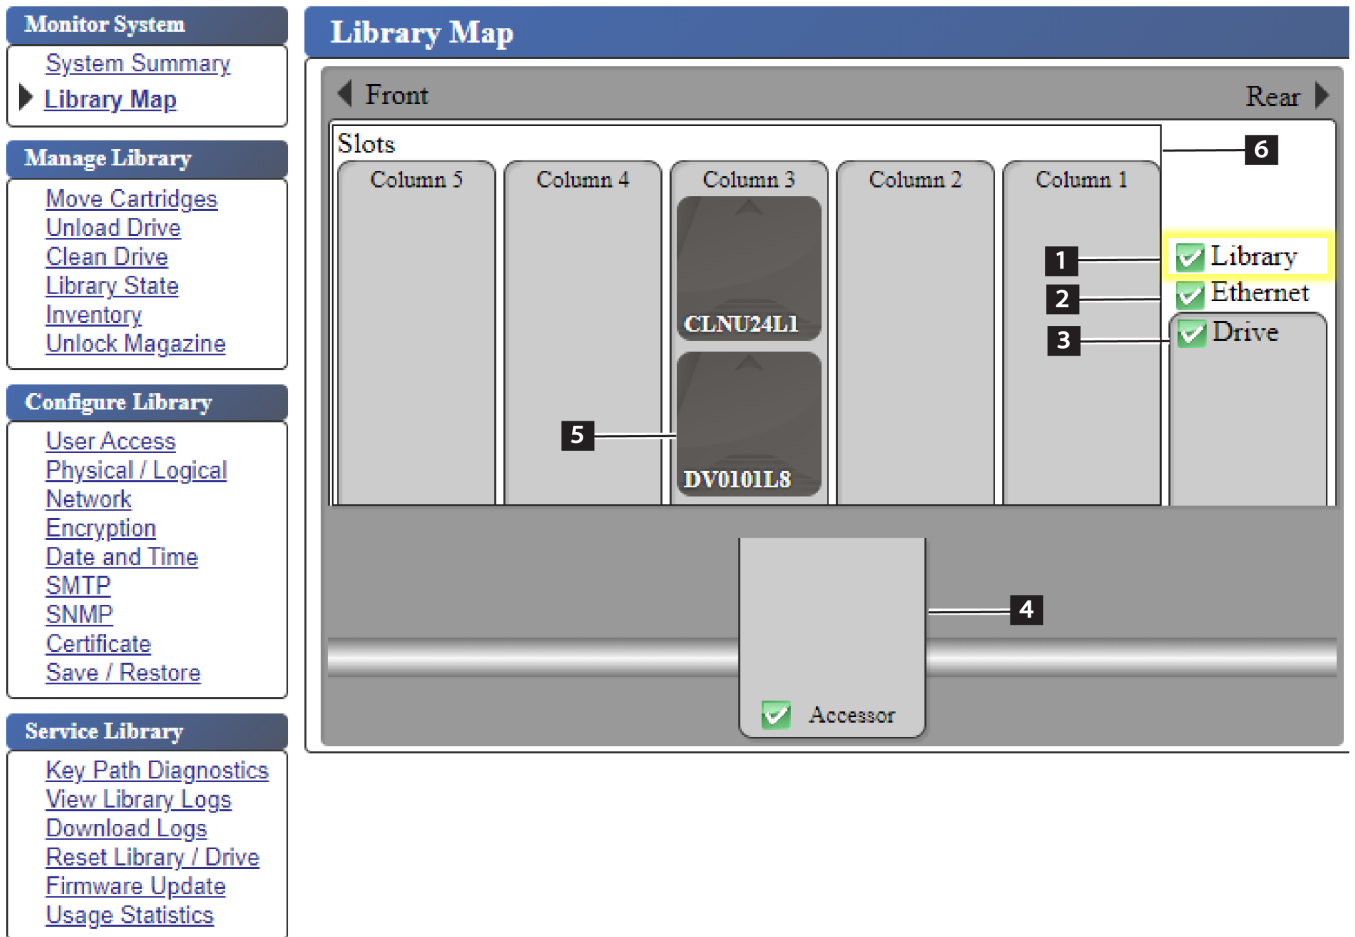 Monitor System
System Summary
Library Map
Manage Library
Move Cartridges
Unload Drive
Clean Drive
Library State
Inventory
Unlock Magazine
Configure Library
User Access
Physical / Logical
Network
Encryption
Date and Time
SMTP
SNMP
Certificate
Save / Restore
Service Library
Key Path Diagnostics
View Library Logs
Download Logs
Reset Library / Drive
Firmware Update
Usage Statistics
Library Map
Front Rear
Slots
6
Column 5 Column 4 Column 3 Column 2 Column 1
1 Library
2 Ethernet
CLNU24L1
3 Drive
5
DV0101L8
4
Accessor